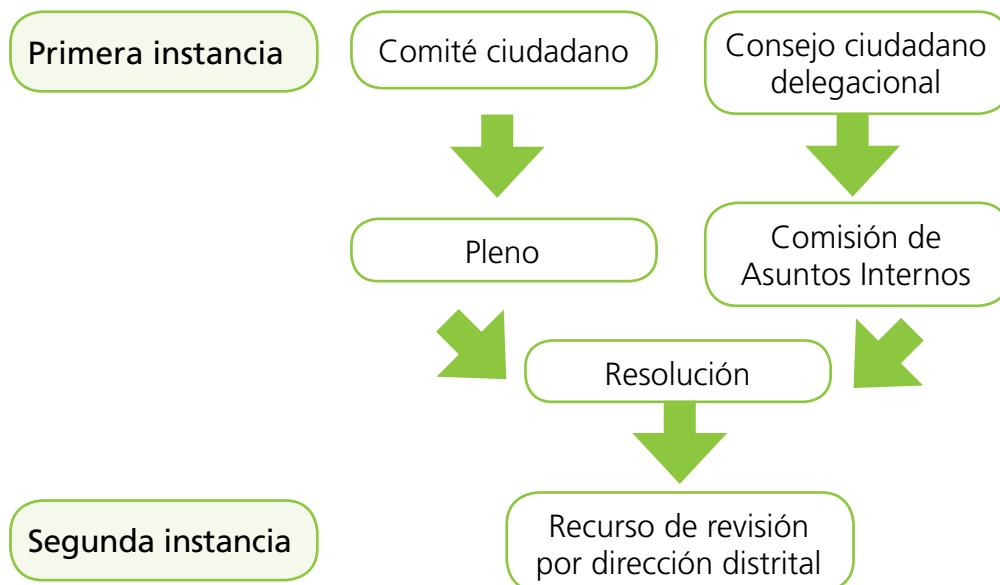 Primera instancia
Comité ciudadano
Consejo ciudadano
delegacional
Pleno
Comisión de
Asuntos Internos
Resolución
Segunda instancia
Recurso de revisión
por dirección distrital